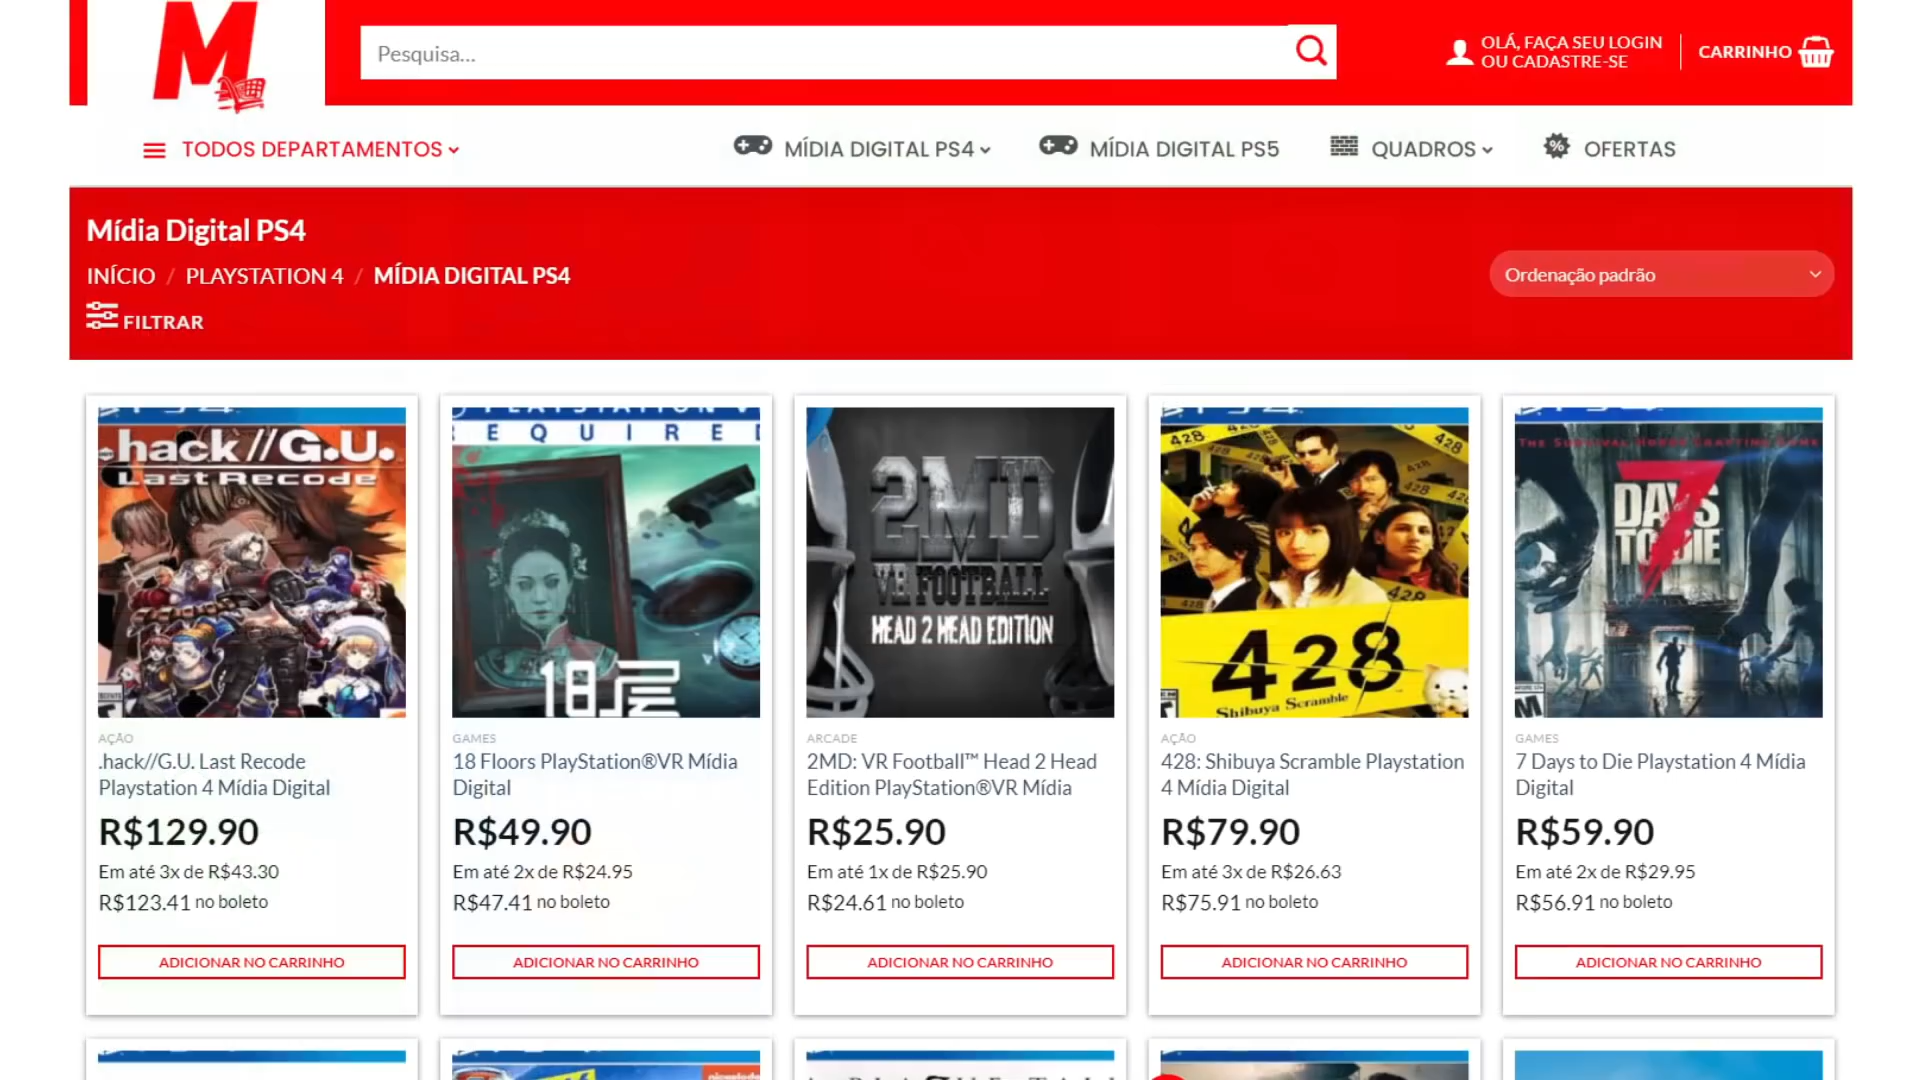 M
Pesquisa...
OLÁ, FAÇA SEU LOGIN
OU CADASTRE-SE
CARRINHO
TODOS DEPARTAMENTOS
MÍDIA DIGITAL PS4
MÍDIA DIGITAL PS5
QUADROS
% OFERTAS
Mídia Digital PS4
INÍCIO / PLAYSTATION 4 / MÍDIA DIGITAL PS4
Ordenação padrão
FILTRAR
.hack//G.U.
Last Recode
REQUIRED
18
2MD
VR FOOTBALL
HEAD 2 HEAD EDITION
428
Shibuya Scramble
THE SURVIVAL HORDE CRAFTING GAME
7
DAYS
TO DIE
AÇÃO
.hack//G.U. Last Recode
Playstation 4 Mídia Digital
R$129.90
Em até 3x de R$43.30
R$123.41 no boleto
ADICIONAR NO CARRINHO
GAMES
18 Floors PlayStation®VR Mídia
Digital
R$49.90
Em até 2x de R$24.95
R$47.41 no boleto
ADICIONAR NO CARRINHO
ARCADE
2MD: VR Football™ Head 2 Head
Edition PlayStation®VR Mídia
R$25.90
Em até 1x de R$25.90
R$24.61 no boleto
ADICIONAR NO CARRINHO
AÇÃO
428: Shibuya Scramble Playstation
4 Mídia Digital
R$79.90
Em até 3x de R$26.63
R$75.91 no boleto
ADICIONAR NO CARRINHO
GAMES
7 Days to Die Playstation 4 Mídia
Digital
R$59.90
Em até 2x de R$29.95
R$56.91 no boleto
ADICIONAR NO CARRINHO